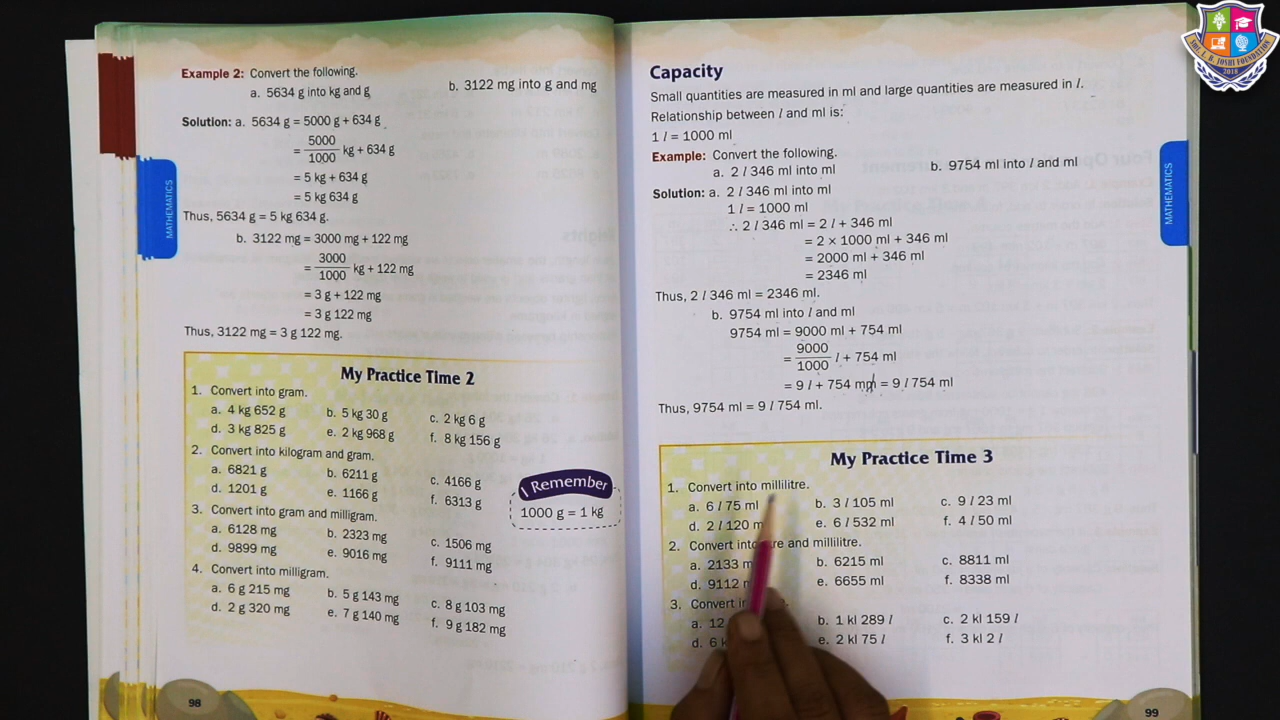 Example 2: Convert the following.
a. 5634 g into kg and g
b. 3122 mg into g and mg
Solution: a. 5634 g = 5000 g + 634 g
= 5000/1000 kg + 634 g
= 5 kg + 634 g
= 5 kg 634 g
Thus, 5634 g = 5 kg 634 g.
b. 3122 mg = 3000 mg + 122 mg
= 3000/1000 kg + 122 mg
= 3 g + 122 mg
= 3 g 122 mg
Thus, 3122 mg = 3 g 122 mg.
My Practice Time 2
1. Convert into gram.
a. 4 kg 652 g b. 5 kg 30 g c. 2 kg 6 g
d. 3 kg 825 g e. 2 kg 968 g f. 8 kg 156 g
2. Convert into kilogram and gram.
a. 6821 g b. 6211 g c. 4166 g
d. 1201 g e. 1166 g f. 6313 g
3. Convert into gram and milligram.
a. 6128 mg b. 2323 mg c. 1506 mg
d. 9899 mg e. 9016 mg f. 9111 mg
4. Convert into milligram.
a. 6 g 215 mg b. 5 g 143 mg c. 8 g 103 mg
d. 2 g 320 mg e. 7 g 140 mg f. 9 g 182 mg
I Remember
1000 g = 1 kg
MATHEMATICS
98
Capacity
Small quantities are measured in ml and large quantities are measured in l.
Relationship between l and ml is:
1 l = 1000 ml
Example: Convert the following.
a. 2 l 346 ml into ml
b. 9754 ml into l and ml
Solution: a. 2 l 346 ml into ml
1 l = 1000 ml
∴ 2 l 346 ml = 2 l + 346 ml
= 2 × 1000 ml + 346 ml
= 2000 ml + 346 ml
= 2346 ml
Thus, 2 l 346 ml = 2346 ml.
b. 9754 ml into l and ml
9754 ml = 9000 ml + 754 ml
= 9000/1000 l + 754 ml
= 9 l + 754 ml = 9 l 754 ml
Thus, 9754 ml = 9 l 754 ml.
My Practice Time 3
1. Convert into millilitre.
a. 6 l 75 ml b. 3 l 105 ml c. 9 l 23 ml
d. 2 l 120 m e. 6 l 532 ml f. 4 l 50 ml
2. Convert into and millilitre.
a. 2133 m b. 6215 ml c. 8811 ml
d. 9112 e. 6655 ml f. 8338 ml
3. Convert
a. 12 b. 1 kl 289 l c. 2 kl 159 l
d. 6 e. 2 kl 75 l f. 3 kl 2 l
MATHEMATICS
99
SHRI. L. B. JOSHI FOUNDATION
2018